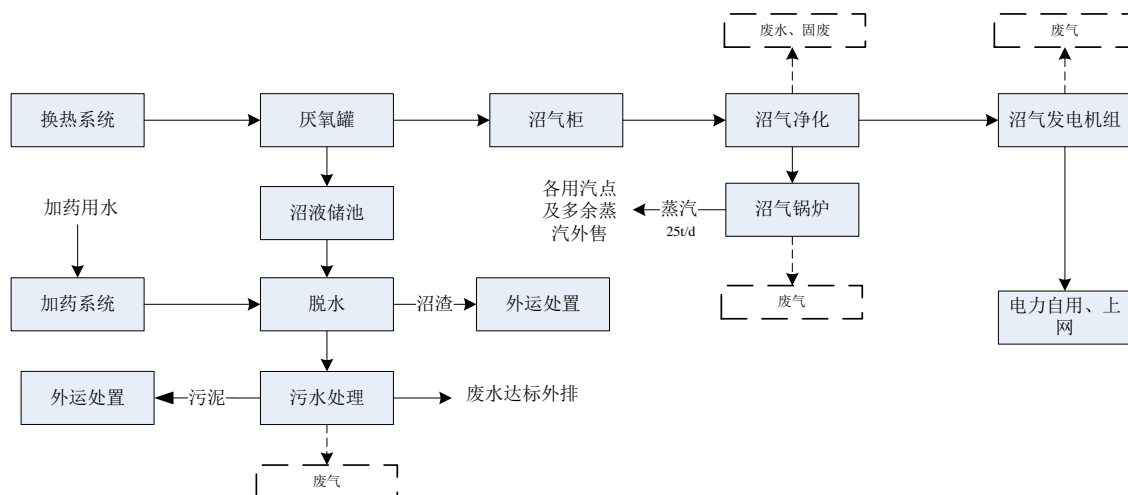 废水、固废
废气
换热系统
厌氧罐
沼气柜
沼气净化
沼气发电机组
加药用水
沼液储池
各用汽点
及多余蒸
汽外售
蒸汽
25t/d
沼气锅炉
加药系统
脱水
沼渣
外运处置
废气
电力自用、上
网
外运处置
污泥
污水处理
废水达标外排
废气